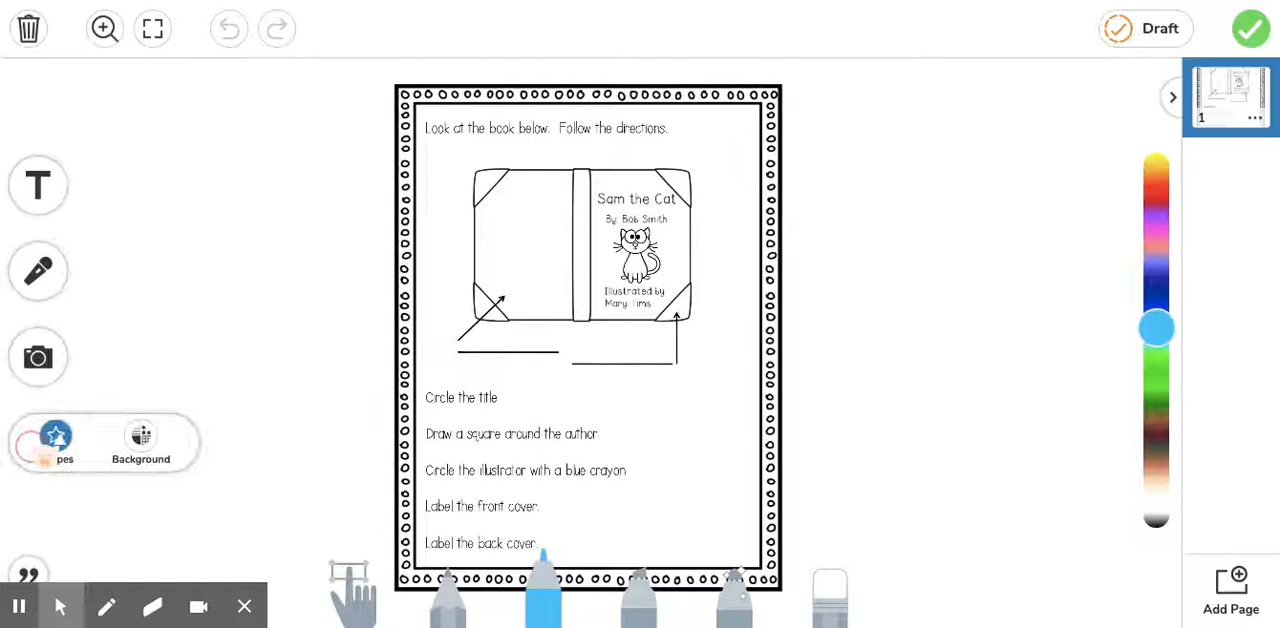 Draft
1
T
Look at the book below. Follow the directions.
Sam the Cat
By: Bob Smith
Illustrated by
Mary Tims
Circle the title
Draw a square around the author
pes
Background
Circle the illustrator with a blue crayon
Label the front cover.
Label the back cover.
Add Page